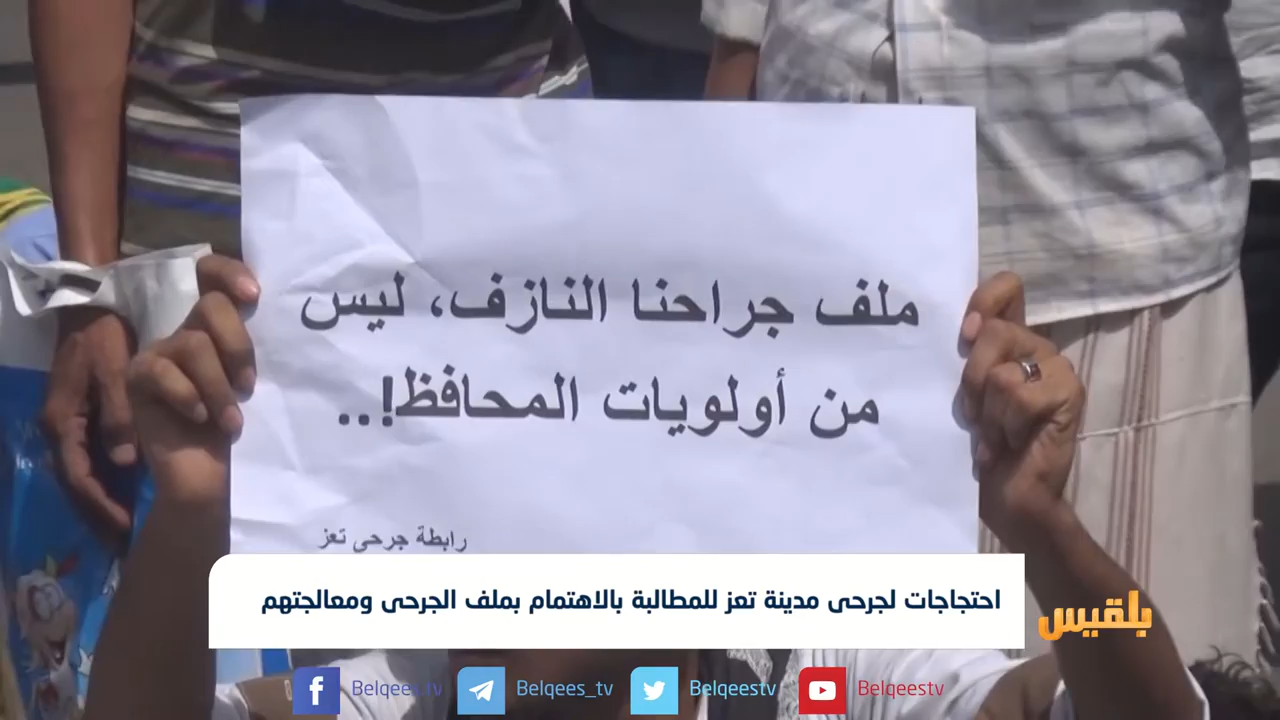 ملف جراحنا النازف، ليس
من أولويات المحافظ!..
رابطة جرحى تعز
احتجاجات لجرحى مدينة تعز للمطالبة بالاهتمام بملف الجرحى ومعالجتهم
بلقيس
Belqees_tv
Belqees_tv
Belqeestv
Belqeestv